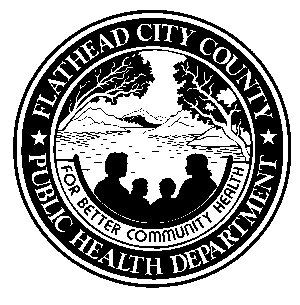 FLATHEAD CITY COUNTY
PUBLIC HEALTH DEPARTMENT
FOR BETTER COMMUNITY HEALTH